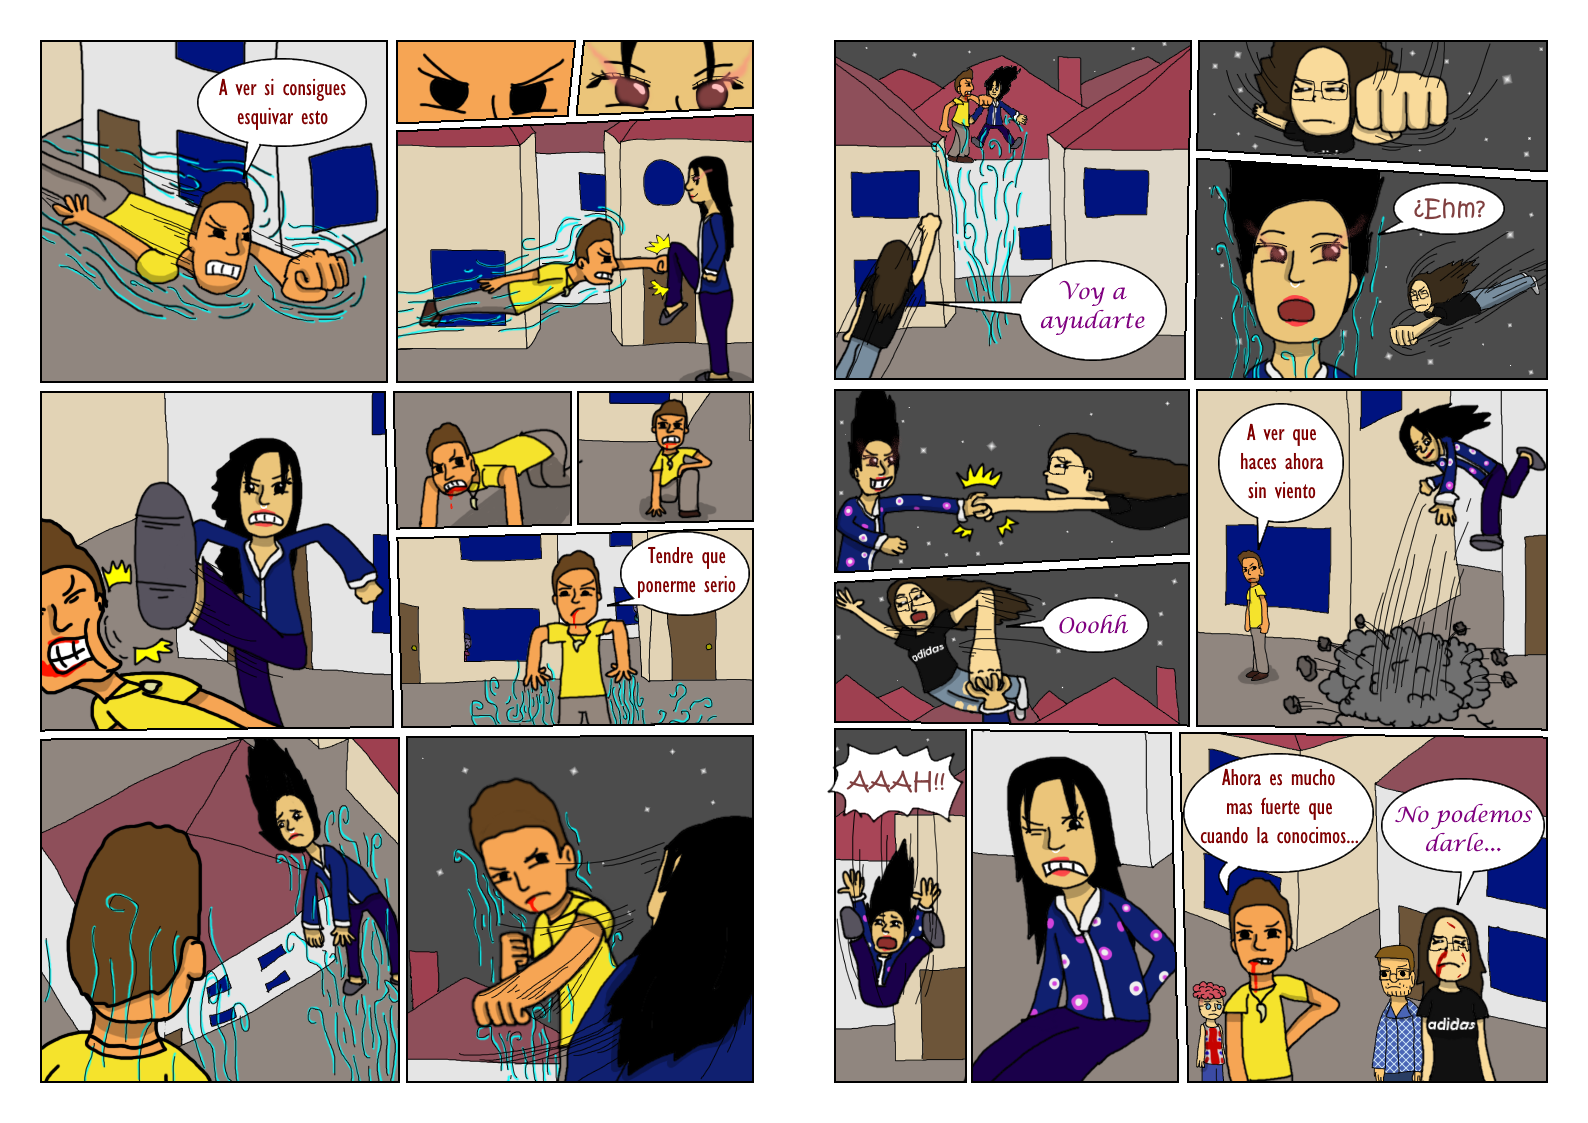 A ver si consigues
esquivar esto
Tendre que
ponerme serio
Voy a
ayudarte
¿Ehm?
Ooohh
adidas
A ver que
haces ahora
sin viento
AAAH!!
Ahora es mucho
mas fuerte que
cuando la conocimos...
No podemos
darle...
adidas